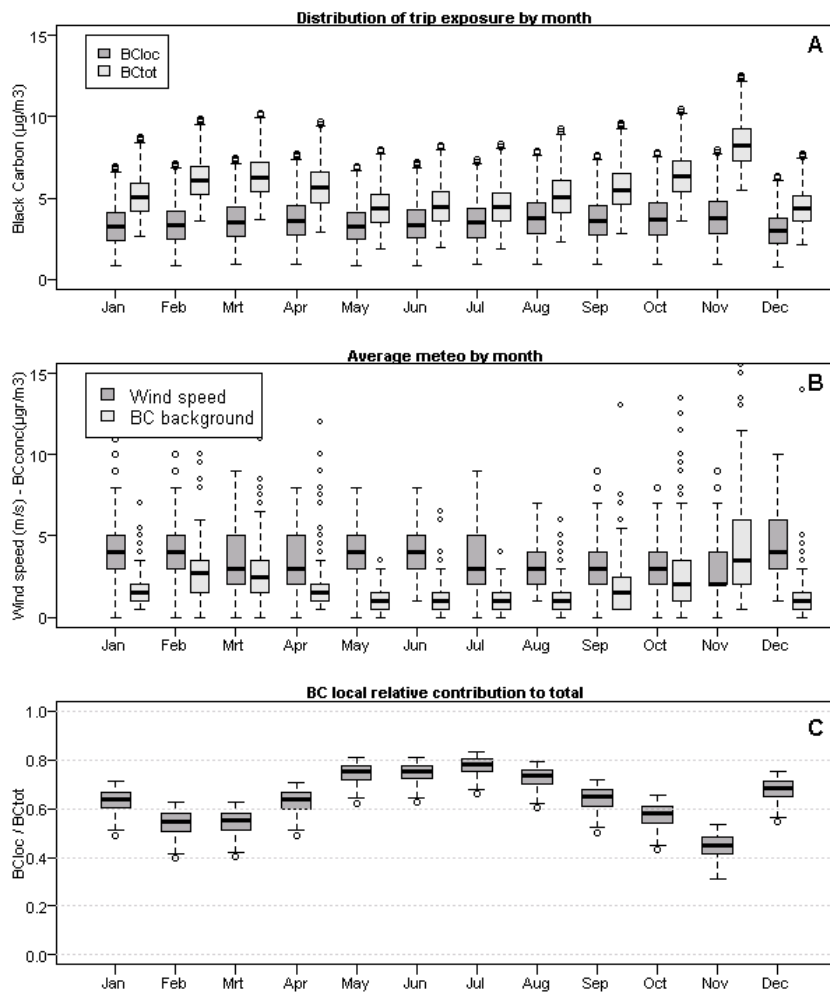 Distribution of trip exposure by month
A
BCloc
BCtot
Black Carbon (µg/m3)
15
10
5
0
Jan Feb Mrt Apr May Jun Jul Aug Sep Oct Nov Dec
Average meteo by month
B
Wind speed
BC background
Wind speed (m/s) - BCconc(µgr/m3)
15
10
5
0
Jan Feb Mrt Apr May Jun Jul Aug Sep Oct Nov Dec
BC local relative contribution to total
C
BCloc / BCtot
1.0
0.8
0.6
0.4
0.2
0.0
Jan Feb Mrt Apr May Jun Jul Aug Sep Oct Nov Dec